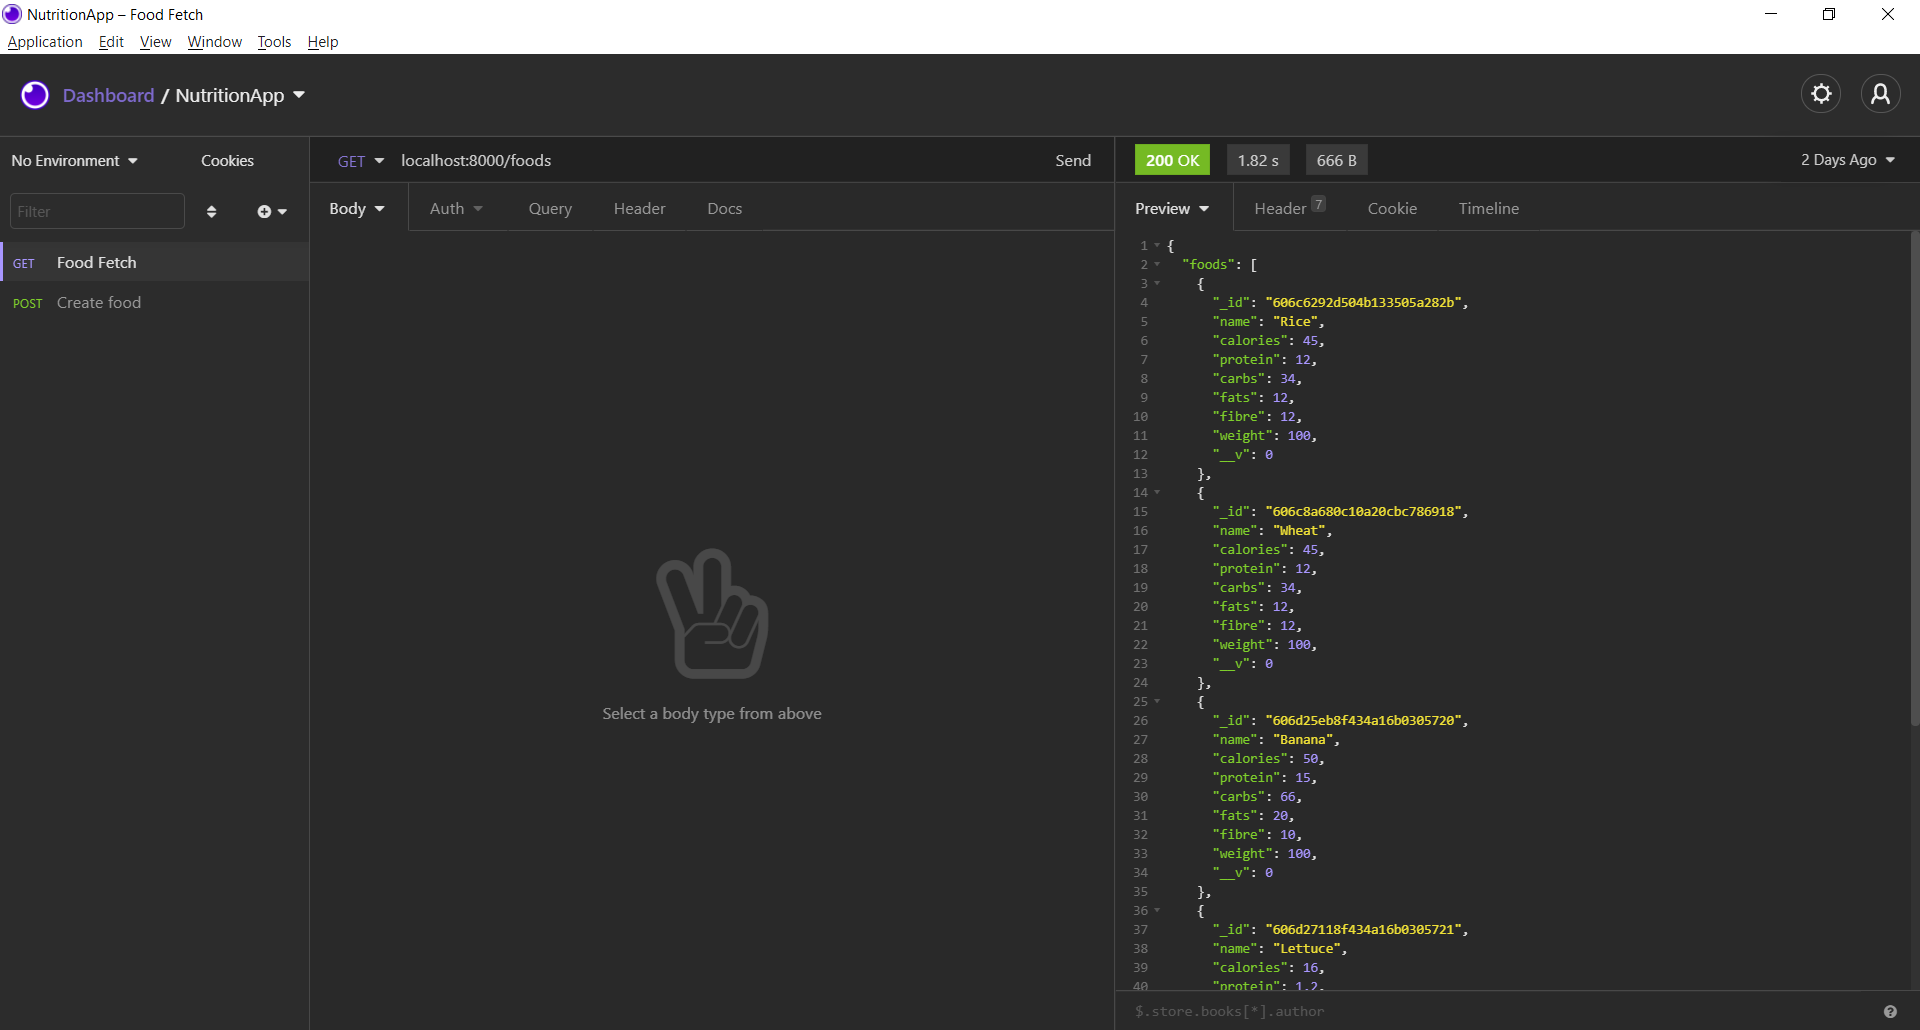 NutritionApp – Food Fetch
Application Edit View Window Tools Help
Dashboard / NutritionApp
No Environment Cookies
Filter
GET Food Fetch
POST Create food
GET localhost:8000/foods Send
Body Auth Query Header Docs
Select a body type from above
200 OK 1.82 s 666 B 2 Days Ago
Preview Header 7 Cookie Timeline
1 {
2 "foods": [
3 {
4 "_id": "606c6292d504b133505a282b",
5 "name": "Rice",
6 "calories": 45,
7 "protein": 12,
8 "carbs": 34,
9 "fats": 12,
10 "fibre": 12,
11 "weight": 100,
12 "__v": 0
13 },
14 {
15 "_id": "606c8a680c10a20cbc786918",
16 "name": "Wheat",
17 "calories": 45,
18 "protein": 12,
19 "carbs": 34,
20 "fats": 12,
21 "fibre": 12,
22 "weight": 100,
23 "__v": 0
24 },
25 {
26 "_id": "606d25eb8f434a16b0305720",
27 "name": "Banana",
28 "calories": 50,
29 "protein": 15,
30 "carbs": 66,
31 "fats": 20,
32 "fibre": 10,
33 "weight": 100,
34 "__v": 0
35 },
36 {
37 "_id": "606d27118f434a16b0305721",
38 "name": "Lettuce",
39 "calories": 16,
40 "protein": 1.2,
$.store.books[*].author